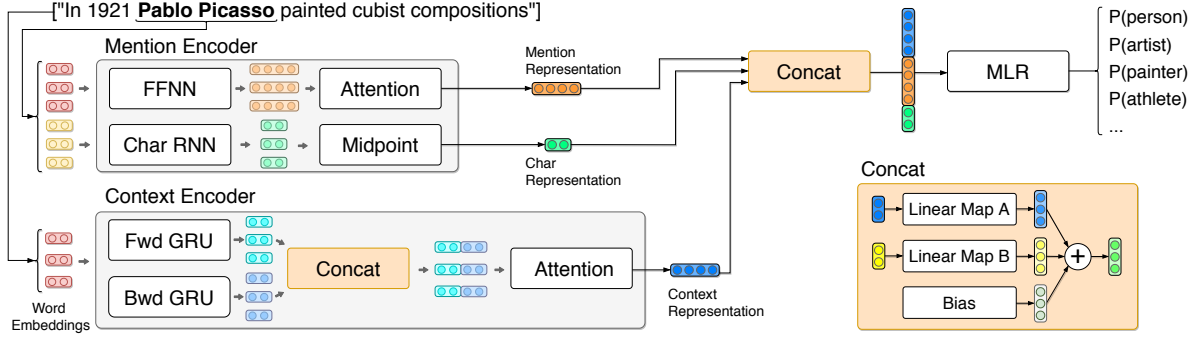 ["In 1921 Pablo Picasso painted cubist compositions"]
Mention Encoder
FFNN
Attention
Char RNN
Midpoint
Mention
Representation
Char
Representation
Context Encoder
Fwd GRU
Bwd GRU
Concat
Attention
Word
Embeddings
Context
Representation
Concat
MLR
P(person)
P(artist)
P(painter)
P(athlete)
...
Concat
Linear Map A
Linear Map B
+
Bias